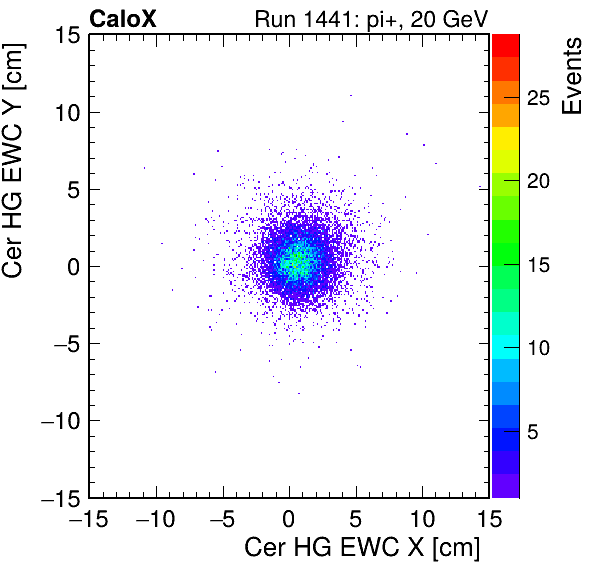 CaloX Run 1441: pi+, 20 GeV
Cer HG EWC Y [cm]
15
10
5
0
−5
−10
−15
−15 −10 −5 0 5 10 15
Cer HG EWC X [cm]
Events
25
20
15
10
5